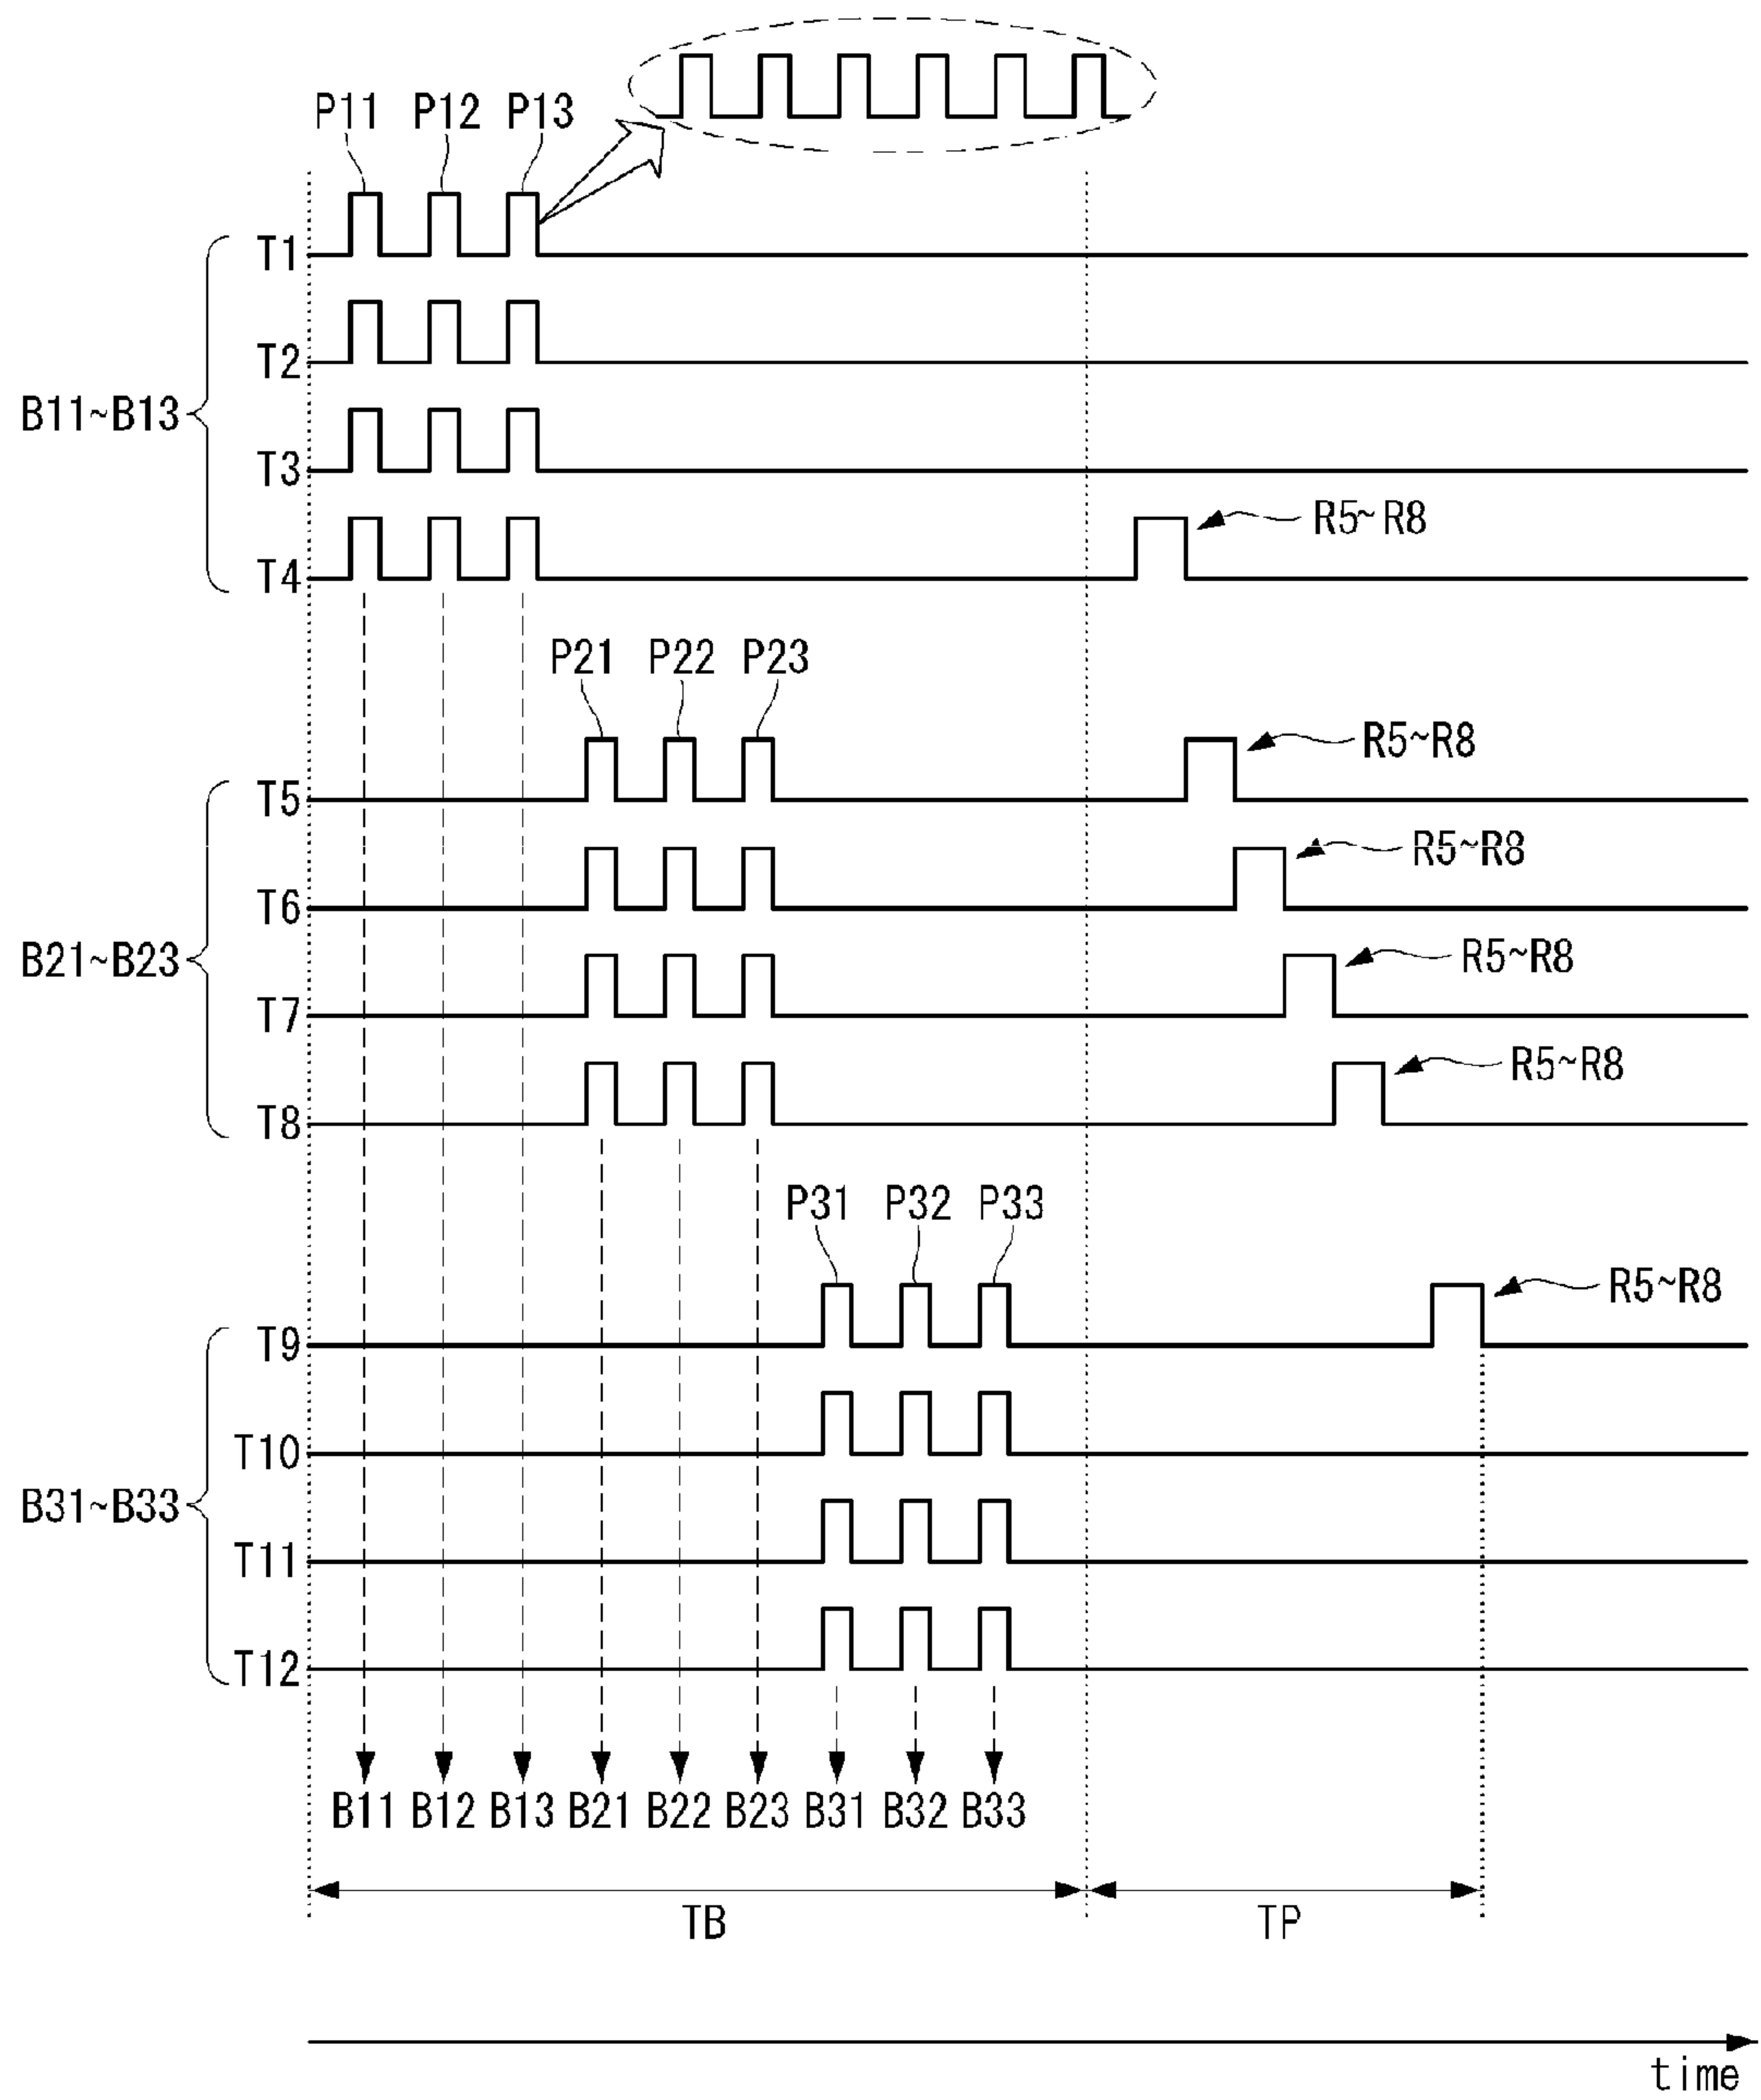 P11 P12 P13
T1
T2
B11~B13
T3
R5~R8
T4
P21 P22 P23
R5~R8
T5
R5~R8
T6
B21~B23
R5~R8
T7
R5~R8
T8
P31 P32 P33
R5~R8
T9
T10
B31~B33
T11
T12
B11 B12 B13 B21 B22 B23 B31 B32 B33
TB TP
time